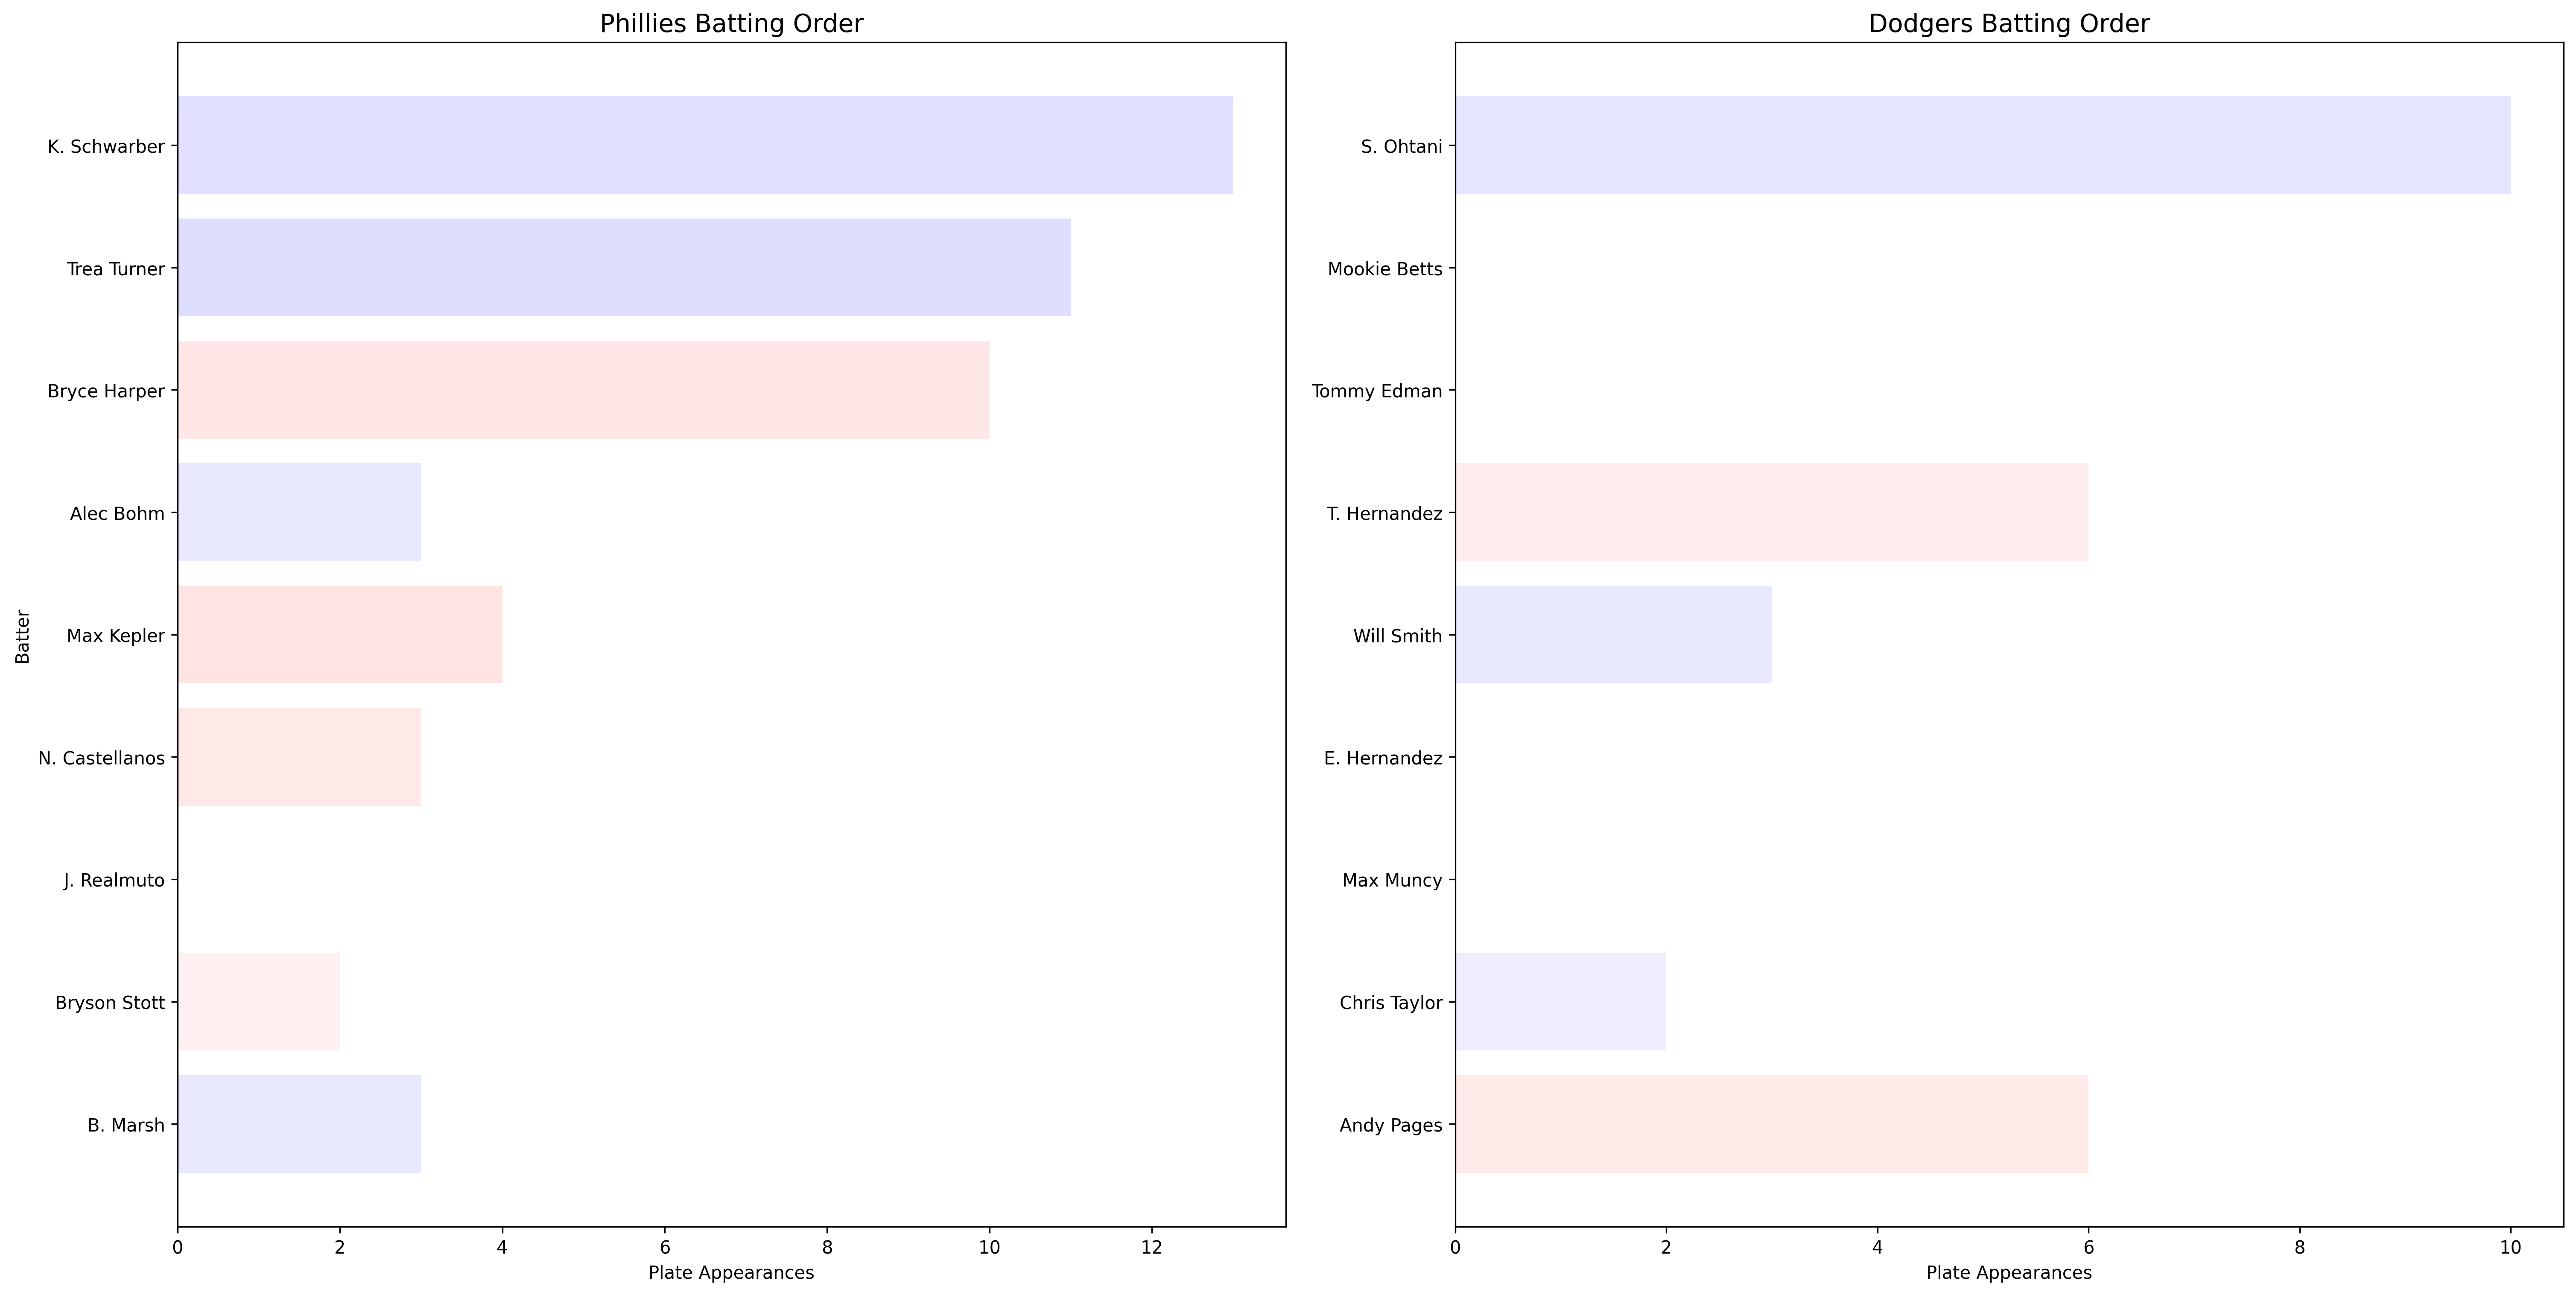 Phillies Batting Order
Batter
K. Schwarber
Trea Turner
Bryce Harper
Alec Bohm
Max Kepler
N. Castellanos
J. Realmuto
Bryson Stott
B. Marsh
0 2 4 6 8 10 12
Plate Appearances
Dodgers Batting Order
S. Ohtani
Mookie Betts
Tommy Edman
T. Hernandez
Will Smith
E. Hernandez
Max Muncy
Chris Taylor
Andy Pages
0 2 4 6 8 10
Plate Appearances